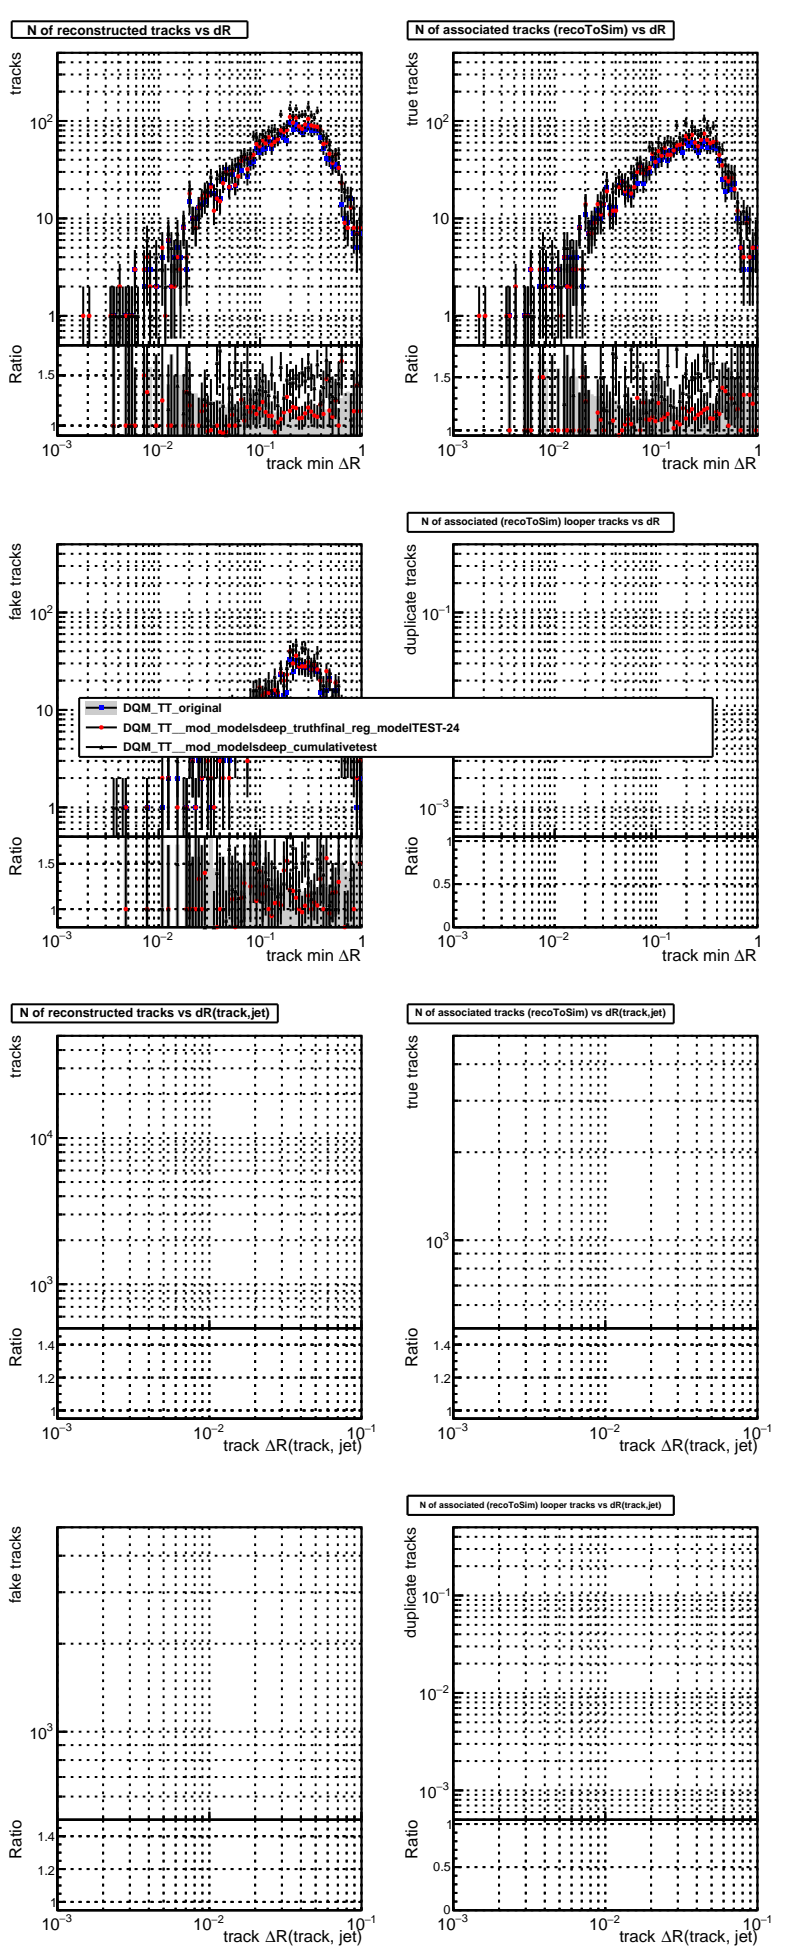 N of reconstructed tracks vs dR
tracks
10²
10
1
Ratio
1.5
1
10⁻³ 10⁻² 10⁻¹ 1
track min ΔR
N of associated tracks (recoToSim) vs dR
true tracks
10²
10
1
Ratio
1.5
1
10⁻³ 10⁻² 10⁻¹ 1
track min ΔR
fake tracks
10²
10
1
Ratio
1.5
1
10⁻³ 10⁻² 10⁻¹ 1
track min ΔR
N of associated (recoToSim) looper tracks vs dR
duplicate tracks
10⁻¹
10⁻³
Ratio
1
0.5
0
10⁻³ 10⁻² 10⁻¹ 1
track min ΔR
DQM_TT_original
DQM_TT__mod_modelsdeep_truthfinal_reg_modelTEST-24
DQM_TT__mod_modelsdeep_cumulativetest
N of reconstructed tracks vs dR(track,jet)
tracks
10⁴
10³
Ratio
1.4
1.2
1
10⁻³ 10⁻² 10⁻¹
track ΔR(track, jet)
N of associated tracks (recoToSim) vs dR(track,jet)
true tracks
10³
Ratio
1.4
1.2
1
10⁻³ 10⁻² 10⁻¹
track ΔR(track, jet)
fake tracks
10³
Ratio
1.4
1.2
1
10⁻³ 10⁻² 10⁻¹
track ΔR(track, jet)
N of associated (recoToSim) looper tracks vs dR(track,jet)
duplicate tracks
10⁻¹
10⁻²
10⁻³
Ratio
1
0.5
0
10⁻³ 10⁻² 10⁻¹
track ΔR(track, jet)